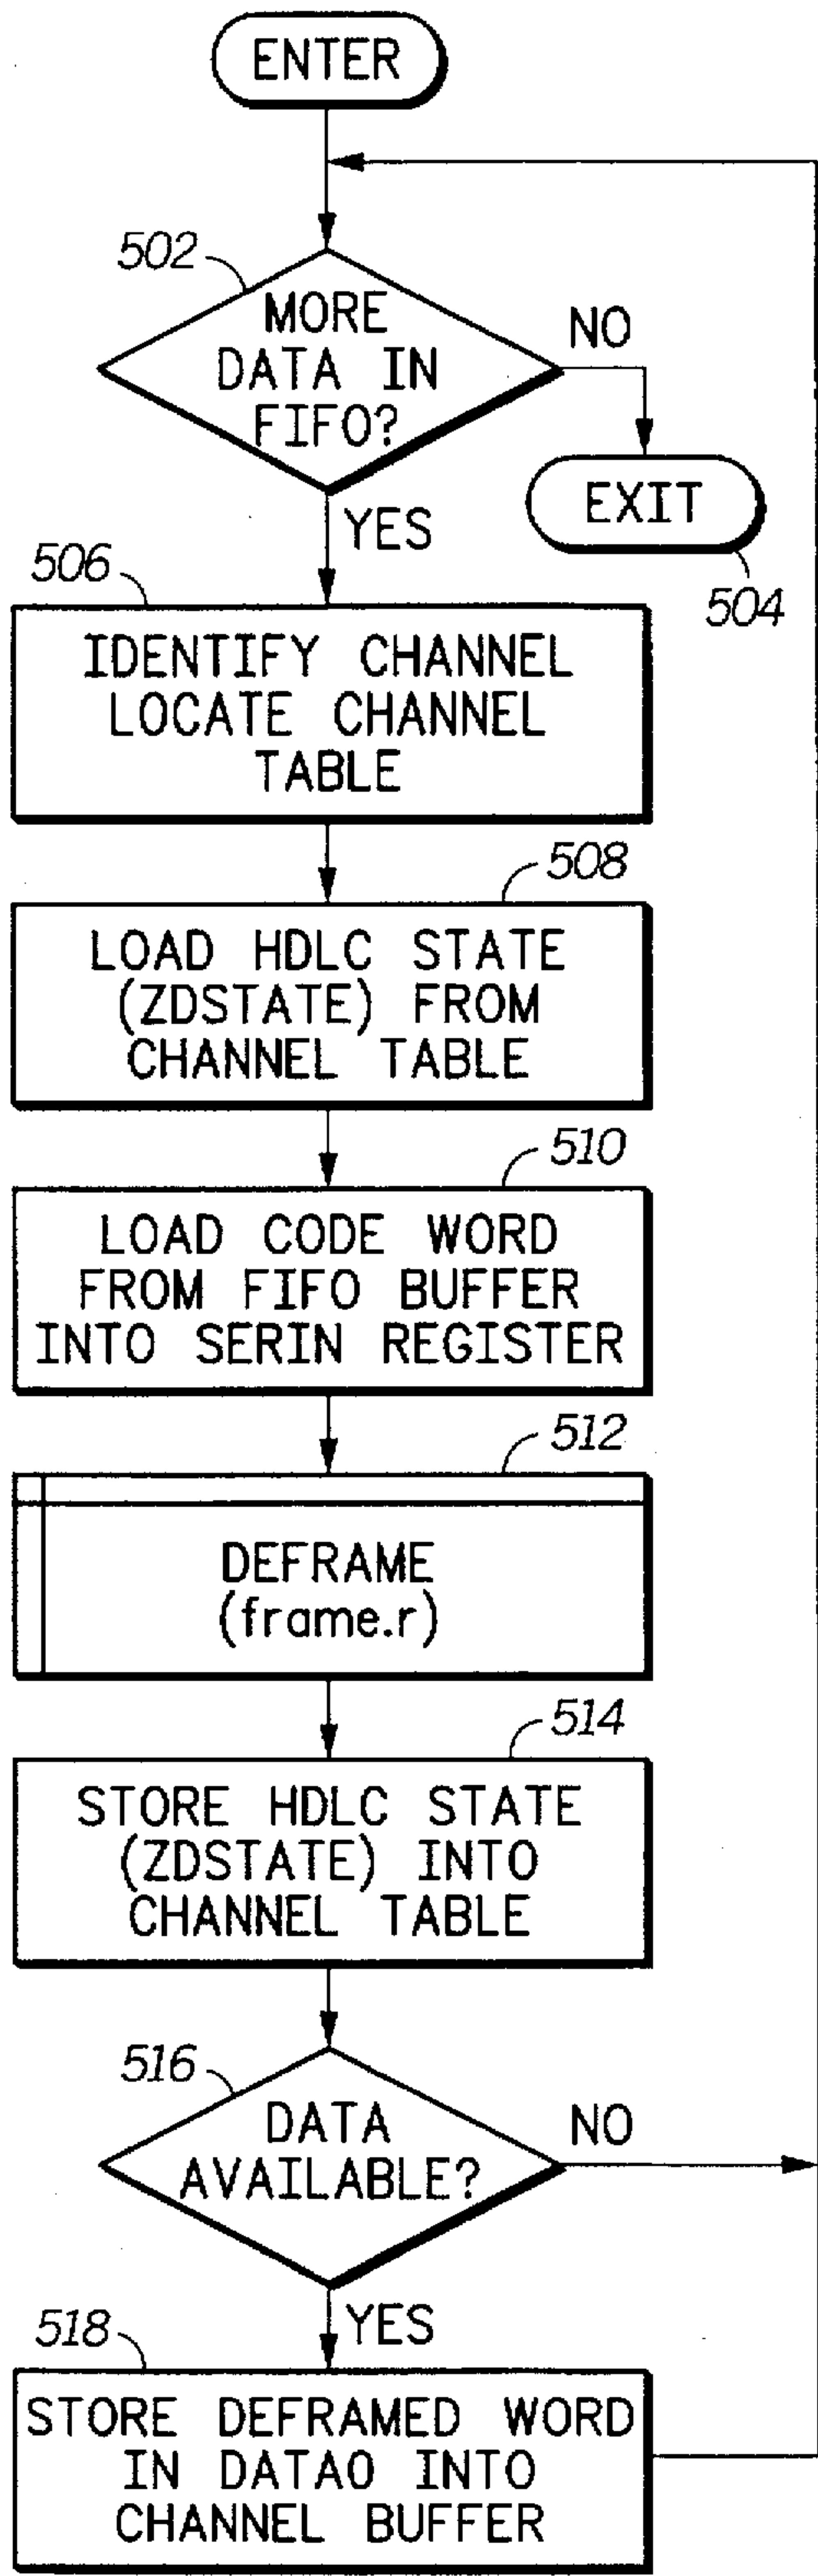 ENTER
502
MORE
DATA IN
FIFO?
NO
EXIT
504
YES
506
IDENTIFY CHANNEL
LOCATE CHANNEL
TABLE
508
LOAD HDLC STATE
(ZDSTATE) FROM
CHANNEL TABLE
510
LOAD CODE WORD
FROM FIFO BUFFER
INTO SERIN REGISTER
512
DEFRAME
(frame.r)
514
STORE HDLC STATE
(ZDSTATE) INTO
CHANNEL TABLE
516
DATA
AVAILABLE?
NO
YES
518
STORE DEFRAMED WORD
IN DATAO INTO
CHANNEL BUFFER